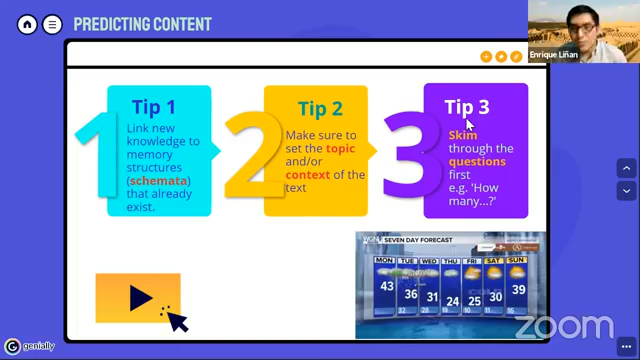 PREDICTING CONTENT
Enrique Liñan
1
Tip 1
Link new
knowledge to
memory
structures
(schemata)
that already
exist.
2
Tip 2
Make sure to
set the topic
and/or
context of the
text
3
Tip 3
Skim
through the
questions
first
e.g. 'How
many...?'
SEVEN DAY FORECAST
MON TUE WED THU FRI SAT SUN
43 36 31 24 25 30 39
zoom
genially